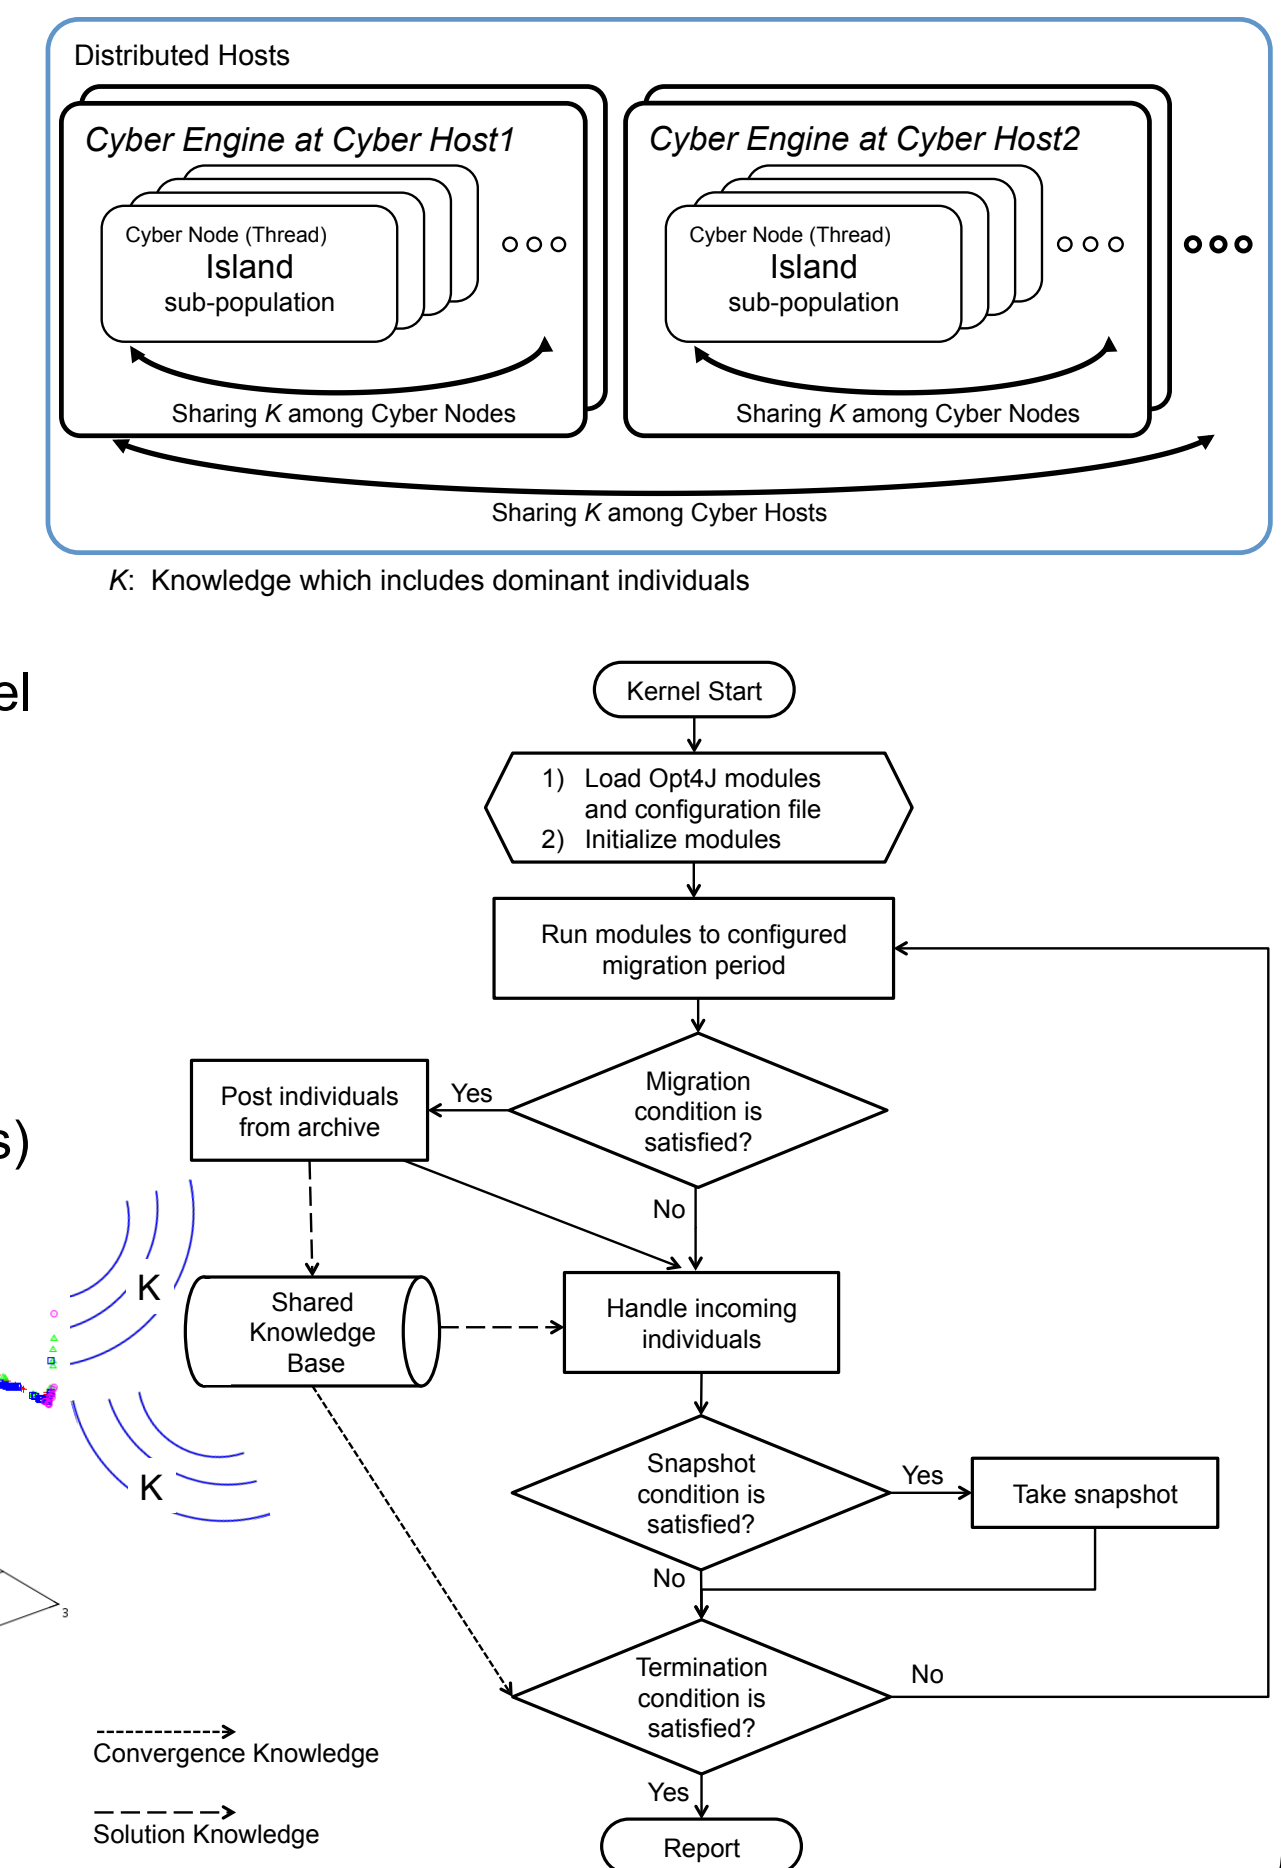 Distributed Hosts
Cyber Engine at Cyber Host1
Cyber Node (Thread)
Island
sub-population
Sharing K among Cyber Nodes
Cyber Engine at Cyber Host2
Cyber Node (Thread)
Island
sub-population
Sharing K among Cyber Nodes
Sharing K among Cyber Hosts
K: Knowledge which includes dominant individuals
el
Kernel Start
1) Load Opt4J modules
and configuration file
2) Initialize modules
Run modules to configured
migration period
Migration
condition is
satisfied?
Yes
Post individuals
from archive
No
s)
K
Shared
Knowledge
Base
Handle incoming
individuals
K
Snapshot
condition is
satisfied?
Yes
Take snapshot
No
3
Termination
condition is
satisfied?
No
Convergence Knowledge
Yes
Solution Knowledge
Report